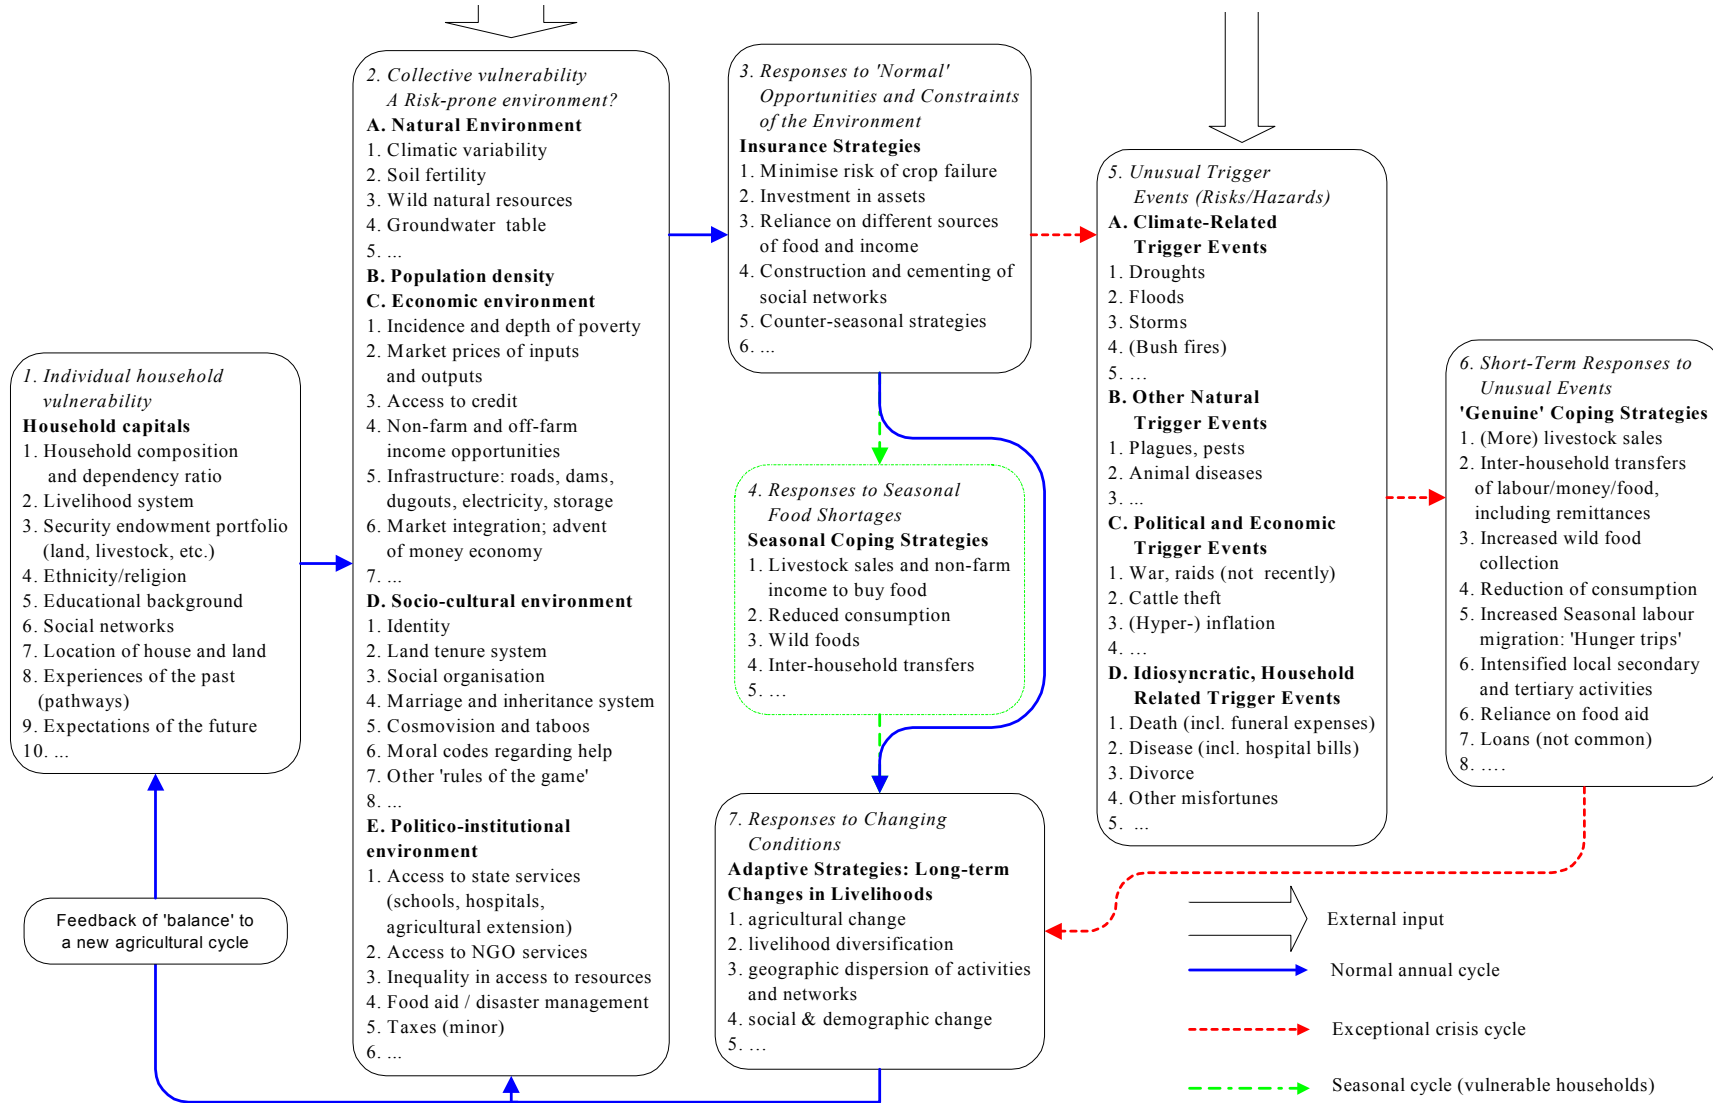 1. Individual household
vulnerability
Household capitals
1. Household composition
and dependency ratio
2. Livelihood system
3. Security endowment portfolio
(land, livestock, etc.)
4. Ethnicity/religion
5. Educational background
6. Social networks
7. Location of house and land
8. Experiences of the past
(pathways)
9. Expectations of the future
10. ...
Feedback of 'balance' to
a new agricultural cycle
2. Collective vulnerability
A Risk-prone environment?
A. Natural Environment
1. Climatic variability
2. Soil fertility
3. Wild natural resources
4. Groundwater table
5. ...
B. Population density
C. Economic environment
1. Incidence and depth of poverty
2. Market prices of inputs
and outputs
3. Access to credit
4. Non-farm and off-farm
income opportunities
5. Infrastructure: roads, dams,
dugouts, electricity, storage
6. Market integration; advent
of money economy
7. ...
D. Socio-cultural environment
1. Identity
2. Land tenure system
3. Social organisation
4. Marriage and inheritance system
5. Cosmovision and taboos
6. Moral codes regarding help
7. Other 'rules of the game'
8. ...
E. Politico-institutional
environment
1. Access to state services
(schools, hospitals,
agricultural extension)
2. Access to NGO services
3. Inequality in access to resources
4. Food aid / disaster management
5. Taxes (minor)
6. ...
3. Responses to 'Normal'
Opportunities and Constraints
of the Environment
Insurance Strategies
1. Minimise risk of crop failure
2. Investment in assets
3. Reliance on different sources
of food and income
4. Construction and cementing of
social networks
5. Counter-seasonal strategies
6. ...
4. Responses to Seasonal
Food Shortages
Seasonal Coping Strategies
1. Livestock sales and non-farm
income to buy food
2. Reduced consumption
3. Wild foods
4. Inter-household transfers
5. ...
7. Responses to Changing
Conditions
Adaptive Strategies: Long-term
Changes in Livelihoods
1. agricultural change
2. livelihood diversification
3. geographic dispersion of activities
and networks
4. social & demographic change
5. ...
5. Unusual Trigger
Events (Risks/Hazards)
A. Climate-Related
Trigger Events
1. Droughts
2. Floods
3. Storms
4. (Bush fires)
5. ...
B. Other Natural
Trigger Events
1. Plagues, pests
2. Animal diseases
3. ...
C. Political and Economic
Trigger Events
1. War, raids (not recently)
2. Cattle theft
3. (Hyper-) inflation
4. ...
D. Idiosyncratic, Household
Related Trigger Events
1. Death (incl. funeral expenses)
2. Disease (incl. hospital bills)
3. Divorce
4. Other misfortunes
5. ...
6. Short-Term Responses to
Unusual Events
'Genuine' Coping Strategies
1. (More) livestock sales
2. Inter-household transfers
of labour/money/food,
including remittances
3. Increased wild food
collection
4. Reduction of consumption
5. Increased Seasonal labour
migration: 'Hunger trips'
6. Intensified local secondary
and tertiary activities
6. Reliance on food aid
7. Loans (not common)
8. ....
External input
Normal annual cycle
Exceptional crisis cycle
Seasonal cycle (vulnerable households)